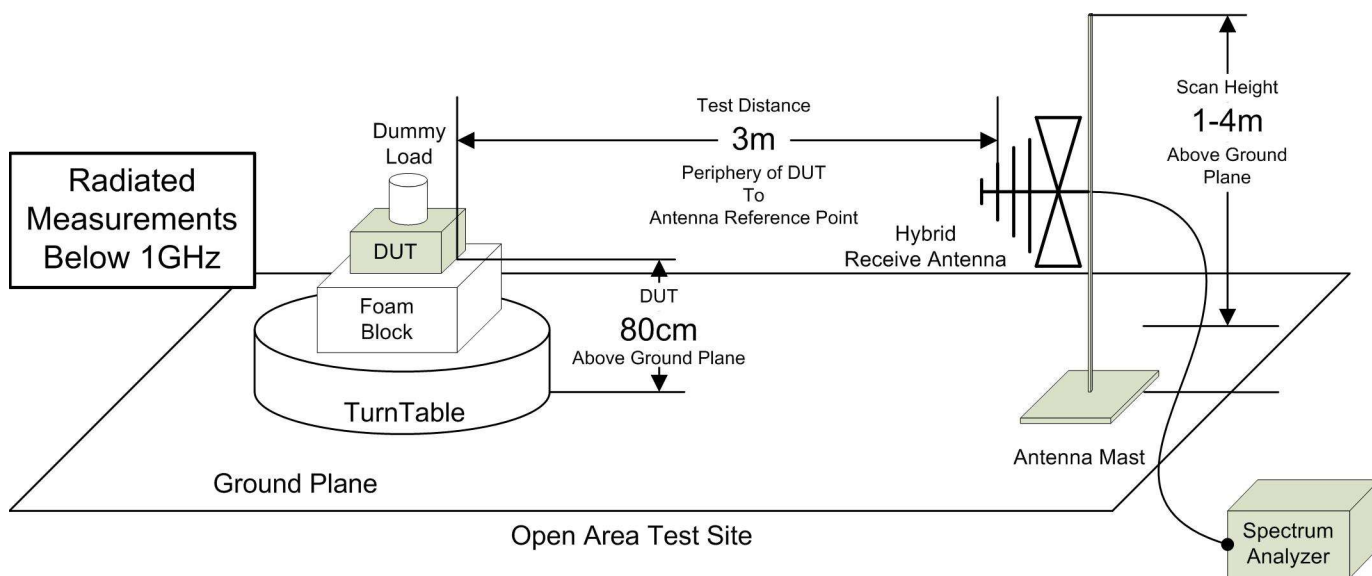 Radiated
Measurements
Below 1GHz
Dummy
Load
DUT
Foam
Block
TurnTable
Test Distance
3m
Periphery of DUT
To
Antenna Reference Point
DUT
80cm
Above Ground Plane
Hybrid
Receive Antenna
Scan Height
1-4m
Above Ground
Plane
Antenna Mast
Ground Plane
Open Area Test Site
Spectrum
Analyzer